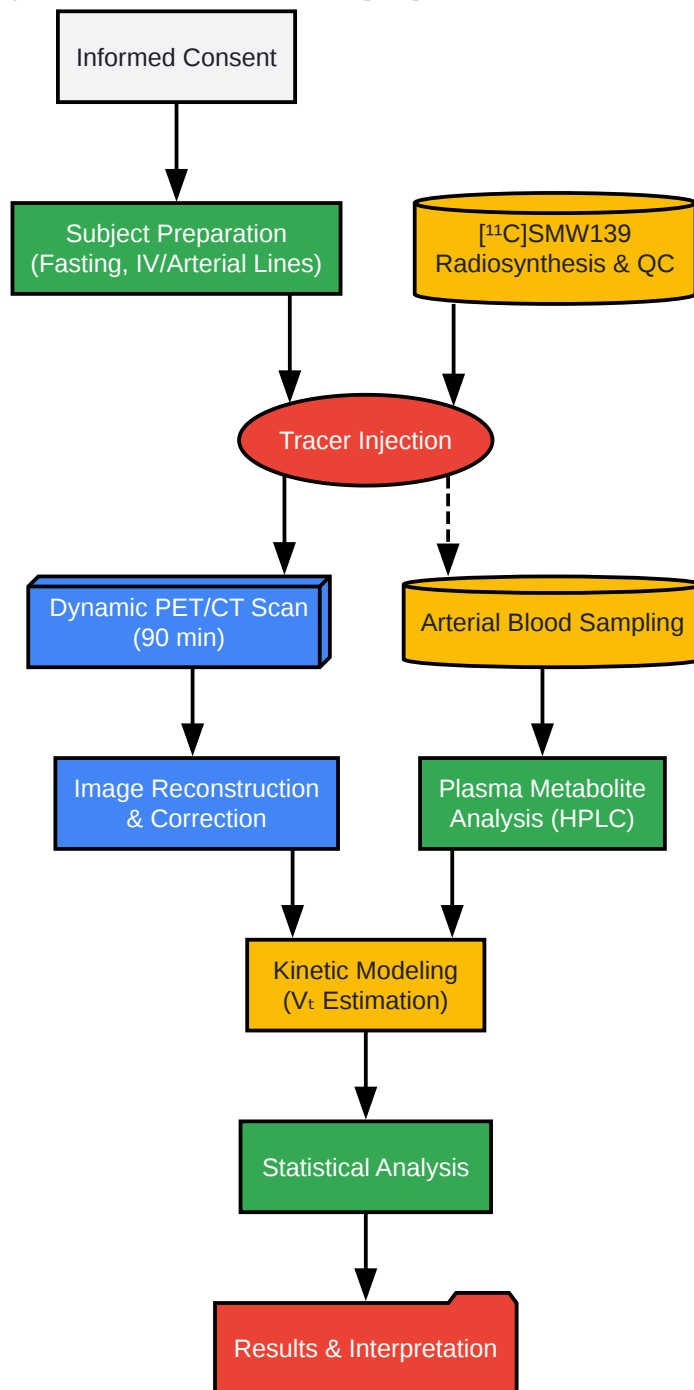 Informed Consent
Subject Preparation
(Fasting, IV/Arterial Lines)
[¹¹C]SMW139
Radiosynthesis & QC
Tracer Injection
Dynamic PET/CT Scan
(90 min)
Arterial Blood Sampling
Image Reconstruction
& Correction
Plasma Metabolite
Analysis (HPLC)
Kinetic Modeling
(Vₜ Estimation)
Statistical Analysis
Results & Interpretation